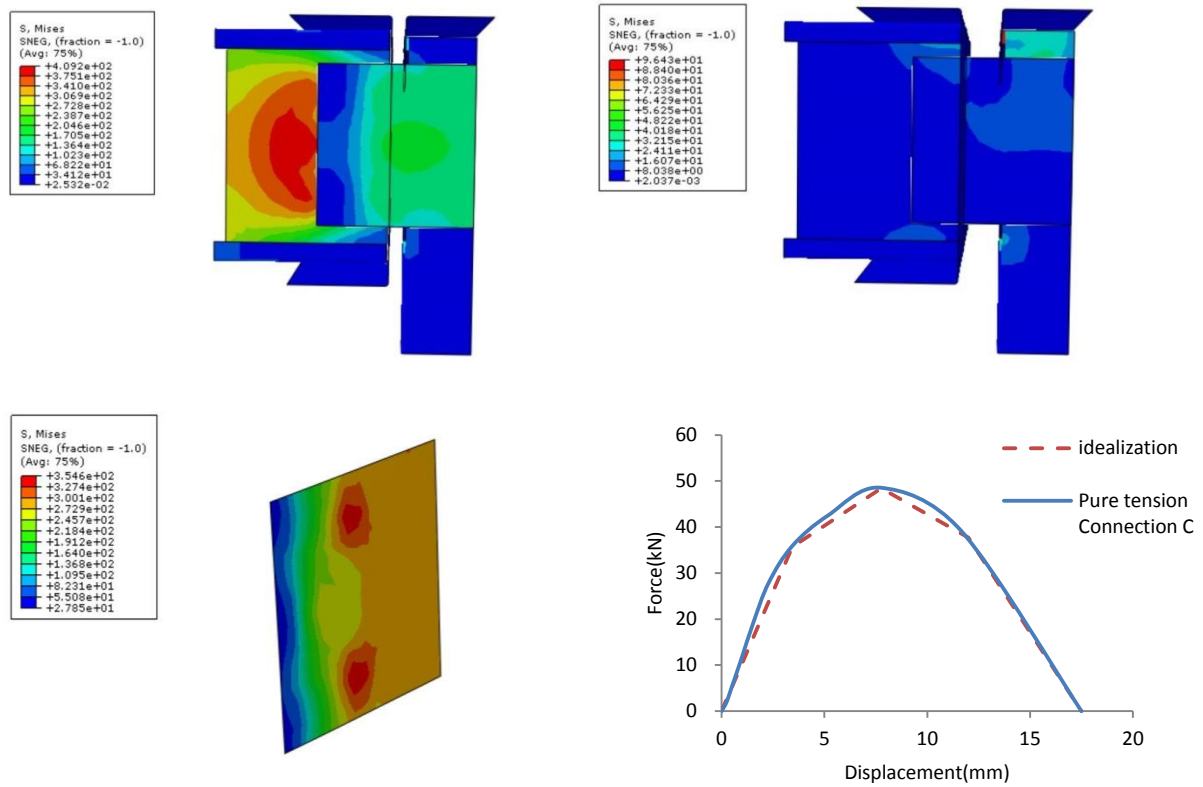 S, Mises
SNEG, (fraction = -1.0)
(Avg: 75%)
+4.092e+02
+3.751e+02
+3.410e+02
+3.069e+02
+2.728e+02
+2.387e+02
+2.046e+02
+1.705e+02
+1.364e+02
+1.023e+02
+6.822e+01
+3.412e+01
+2.532e-02
S, Mises
SNEG, (fraction = -1.0)
(Avg: 75%)
+9.643e+01
+8.840e+01
+8.036e+01
+7.233e+01
+6.429e+01
+5.625e+01
+4.822e+01
+4.018e+01
+3.215e+01
+2.411e+01
+1.607e+01
+8.038e+00
+2.037e-03
S, Mises
SNEG, (fraction = -1.0)
(Avg: 75%)
+3.546e+02
+3.274e+02
+3.001e+02
+2.729e+02
+2.457e+02
+2.184e+02
+1.912e+02
+1.640e+02
+1.368e+02
+1.095e+02
+8.231e+01
+5.508e+01
+2.785e+01
60
50
40
30
20
10
0
Force(kN)
0 5 10 15 20
Displacement(mm)
idealization
Pure tension
Connection C